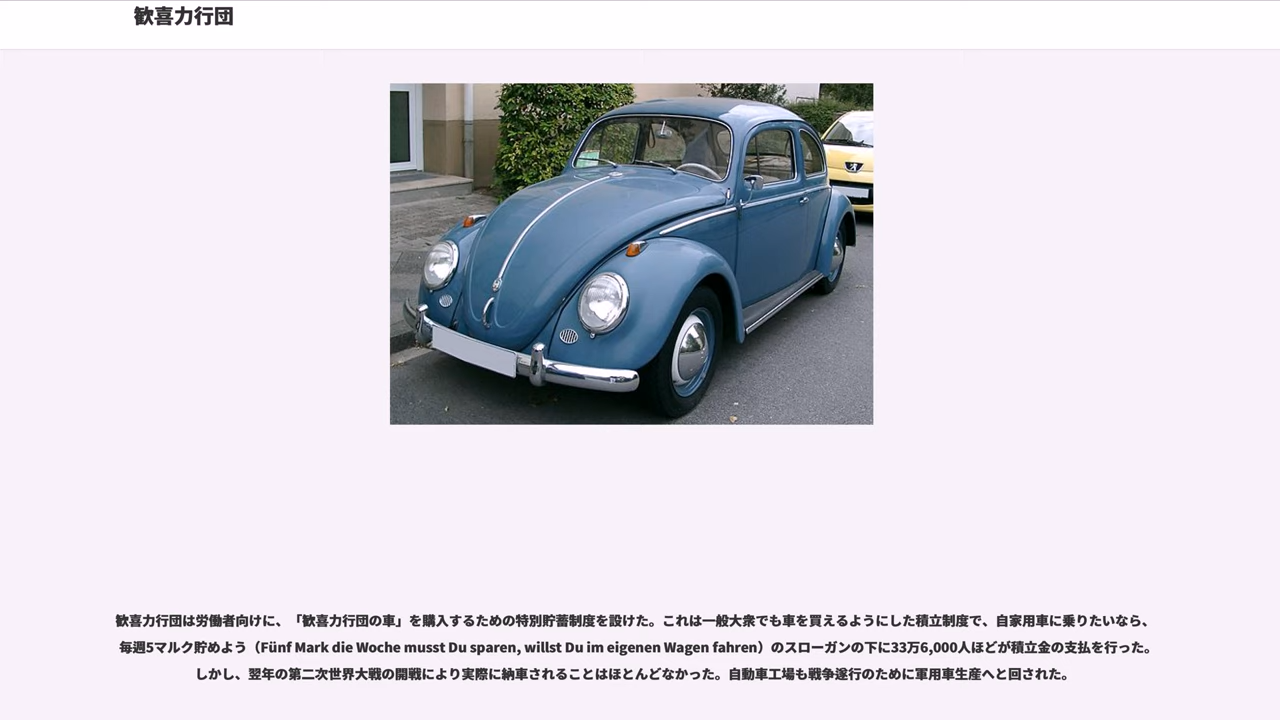 歓喜力行団
歓喜力行団は労働者向けに、「歓喜力行団の車」を購入するための特別貯蓄制度を設けた。これは一般大衆でも車を買えるようにした積立制度で、自家用車に乗りたいなら、
毎週5マルク貯めよう（Fünf Mark die Woche musst Du sparen, willst Du im eigenen Wagen fahren）のスローガンの下に33万6,000人ほどが積立金の支払を行った。
しかし、翌年の第二次世界大戦の開戦により実際に納車されることはほとんどなかった。自動車工場も戦争遂行のために軍用車生産へと回された。